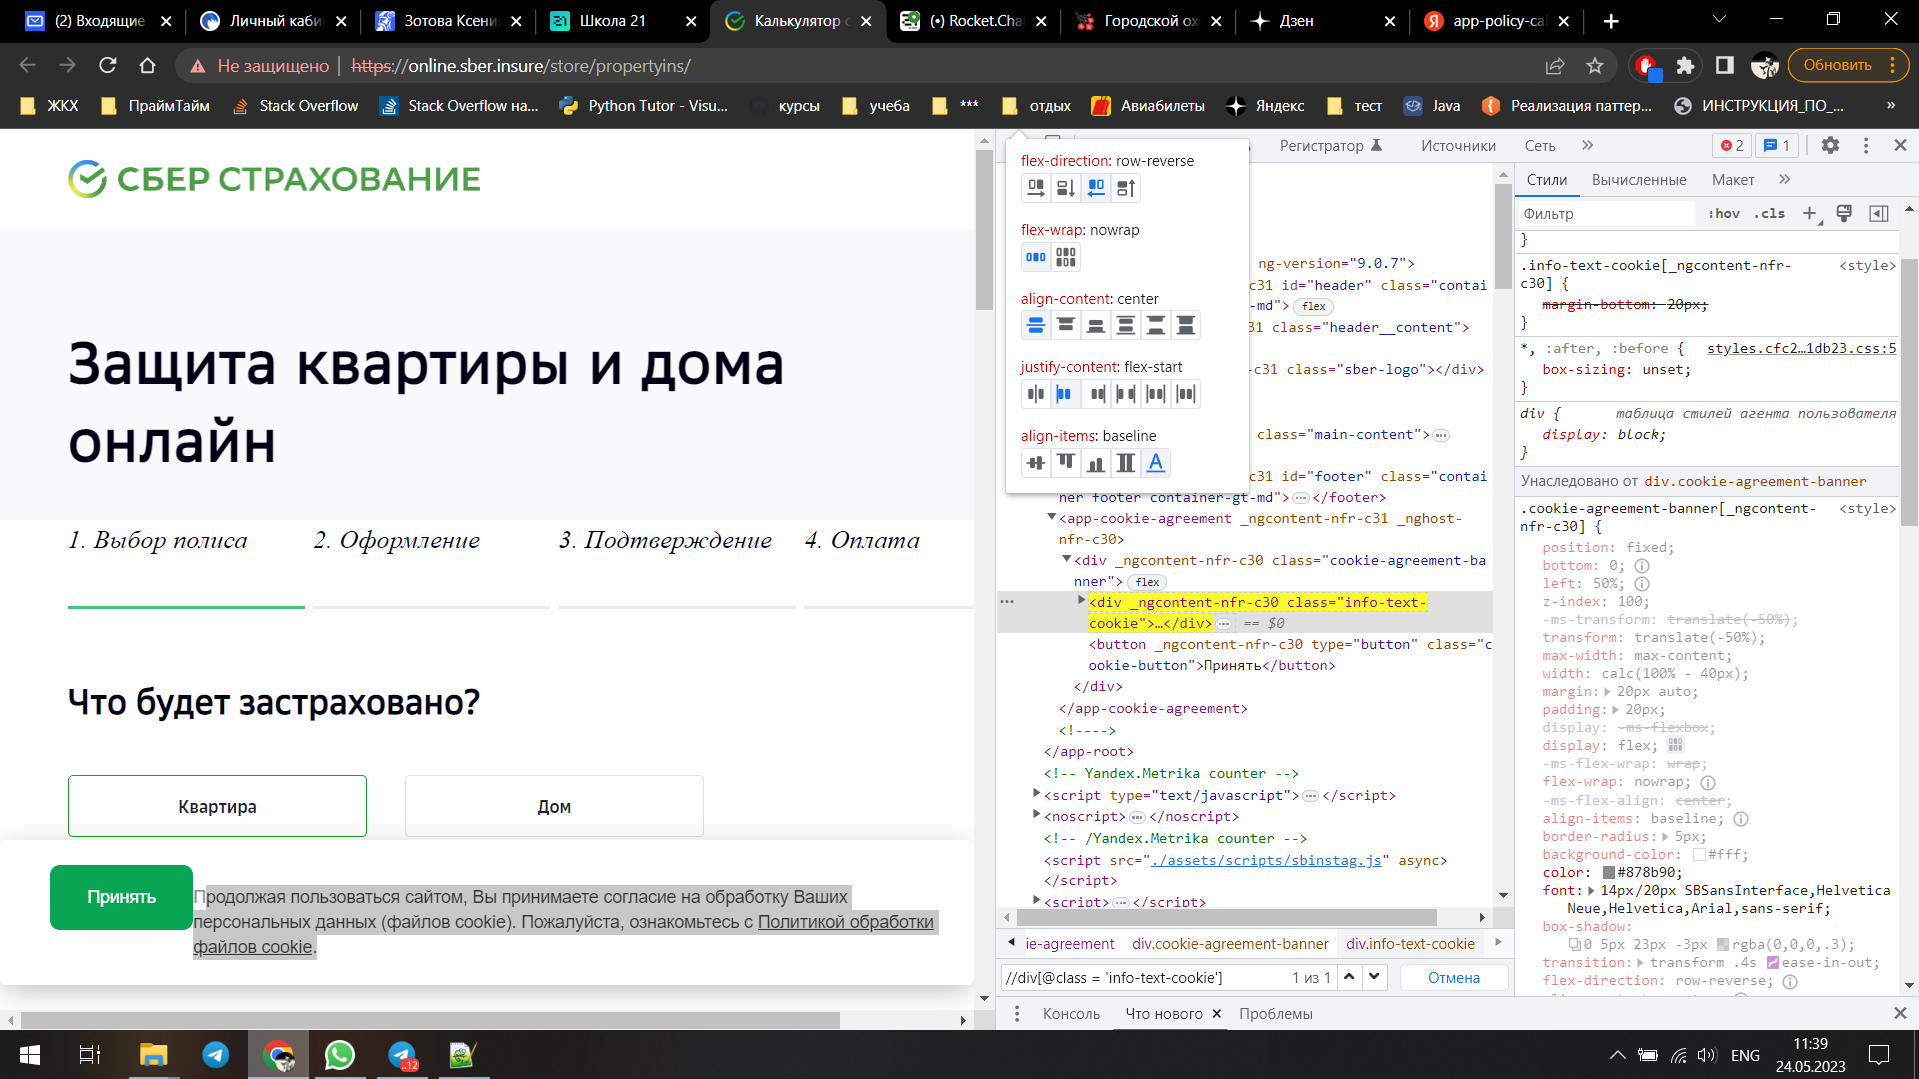 (2) Входящие
Личный каби
Зотова Ксени
Школа 21
Калькулятор с
(•) Rocket.Cha
Городской ох
Дзен
app-policy-cal
Не защищено | https://online.sber.insure/store/propertyins/
Обновить
ЖКХ
ПраймТайм
Stack Overflow
Stack Overflow на...
Python Tutor - Visu...
курсы
учеба
***
отдых
Авиабилеты
Яндекс
тест
Java
Реализация паттер...
ИНСТРУКЦИЯ_ПО_...
»
СБЕР СТРАХОВАНИЕ
Защита квартиры и дома
онлайн
1. Выбор полиса
2. Оформление
3. Подтверждение
4. Оплата
Что будет застраховано?
Квартира
Дом
Принять
Продолжая пользоваться сайтом, Вы принимаете согласие на обработку Ваших
персональных данных (файлов cookie). Пожалуйста, ознакомьтесь с Политикой обработки
файлов cookie.
flex-direction: row-reverse
flex-wrap: nowrap
align-content: center
justify-content: flex-start
align-items: baseline
A
Регистратор
Источники
Сеть
»
2
1
ng-version="9.0.7">
c31 id="header" class="contai
-md"> flex
31 class="header__content">
-c31 class="sber-logo"></div>
class="main-content">
c31 id="footer" class="contai
ner footer container-gt-md"> </footer>
<app-cookie-agreement _ngcontent-nfr-c31 _nghost-
nfr-c30>
<div _ngcontent-nfr-c30 class="cookie-agreement-ba
nner"> flex
<div _ngcontent-nfr-c30 class="info-text-
cookie">…</div> == $0
<button _ngcontent-nfr-c30 type="button" class="c
ookie-button">Принять</button>
</div>
</app-cookie-agreement>
<!---->
</app-root>
<!-- Yandex.Metrika counter -->
<script type="text/javascript"> </script>
<noscript> </noscript>
<!-- /Yandex.Metrika counter -->
<script src="./assets/scripts/sbinstag.js" async>
</script>
<script> </script>
ie-agreement
div.cookie-agreement-banner
div.info-text-cookie
//div[@class = 'info-text-cookie']
1 из 1
Отмена
Консоль
Что нового
Проблемы
Стили
Вычисленные
Макет
»
Фильтр
:hov
.cls
}
.info-text-cookie[_ngcontent-nfr-
c30] {
<style>
margin-bottom: 20px;
}
*, :after, :before {
styles.cfc2…1db23.css:5
box-sizing: unset;
}
div {
таблица стилей агента пользователя
display: block;
}
Унаследовано от div.cookie-agreement-banner
.cookie-agreement-banner[_ngcontent-
nfr-c30] {
<style>
position: fixed;
bottom: 0;
left: 50%;
z-index: 100;
-ms-transform: translate(-50%);
transform: translate(-50%);
max-width: max-content;
width: calc(100% - 40px);
margin: 20px auto;
padding: 20px;
display: -ms-flexbox;
display: flex;
-ms-flex-wrap: wrap;
flex-wrap: nowrap;
-ms-flex-align: center;
align-items: baseline;
border-radius: 5px;
background-color: #fff;
color: #878b90;
font: 14px/20px SBSansInterface,Helvetica
Neue,Helvetica,Arial,sans-serif;
box-shadow:
0 5px 23px -3px rgba(0,0,0,.3);
transition: transform .4s ease-in-out;
flex-direction: row-reverse;
..12
ENG
11:39
24.05.2023